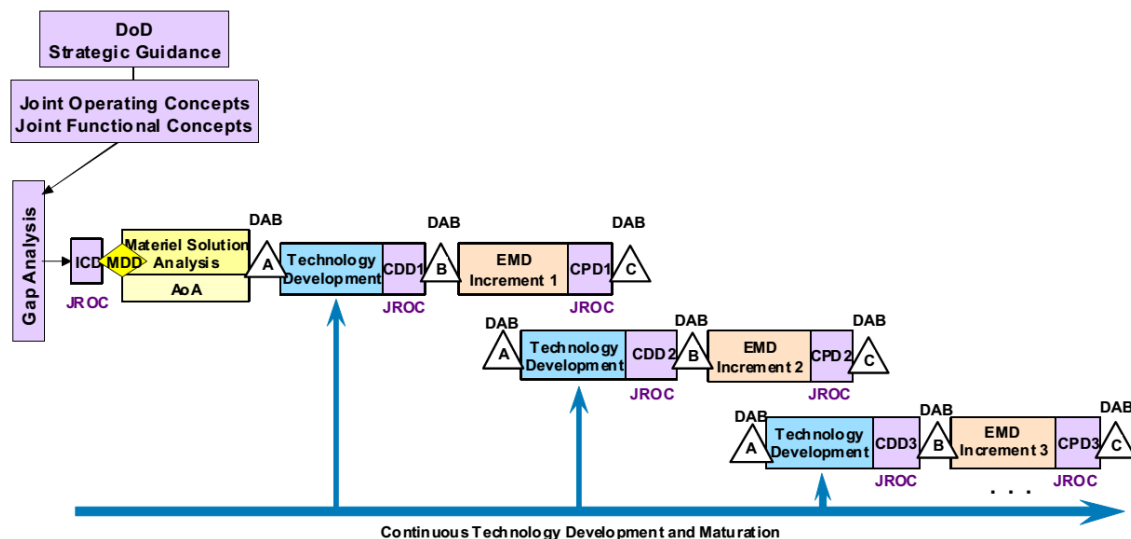 DoD
Strategic Guidance
Joint Operating Concepts
Joint Functional Concepts
Gap Analysis
ICD
JROC
MDD
Materiel Solution
Analysis
AoA
DAB
A
Technology
Development
CDD1
JROC
DAB
B
EMD
Increment 1
CPD1
JROC
DAB
C
DAB
A
Technology
Development
CDD2
JROC
DAB
B
EMD
Increment 2
CPD2
JROC
DAB
C
DAB
A
Technology
Development
CDD3
JROC
DAB
B
EMD
Increment 3
CPD3
JROC
DAB
C
. . .
Continuous Technology Development and Maturation